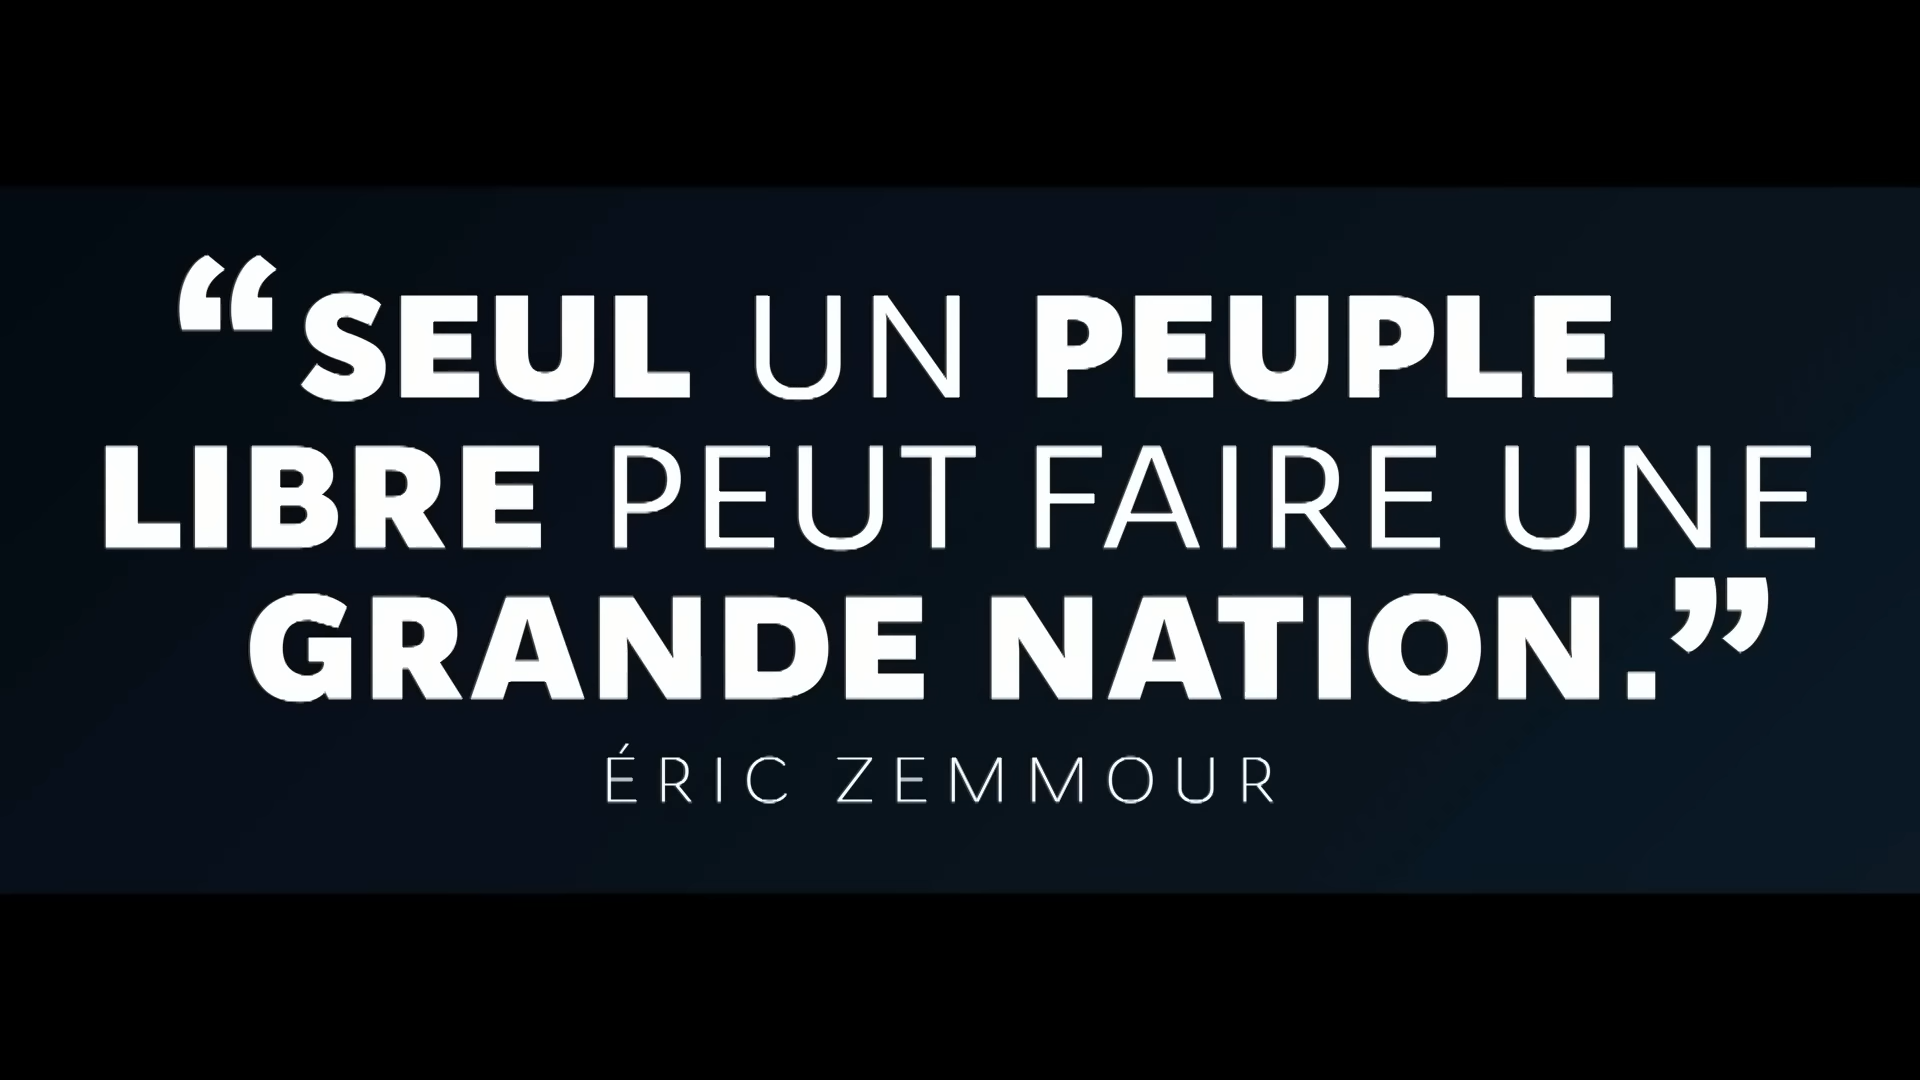 “SEUL UN PEUPLE
LIBRE PEUT FAIRE UNE
GRANDE NATION.”
ÉRIC ZEMMOUR